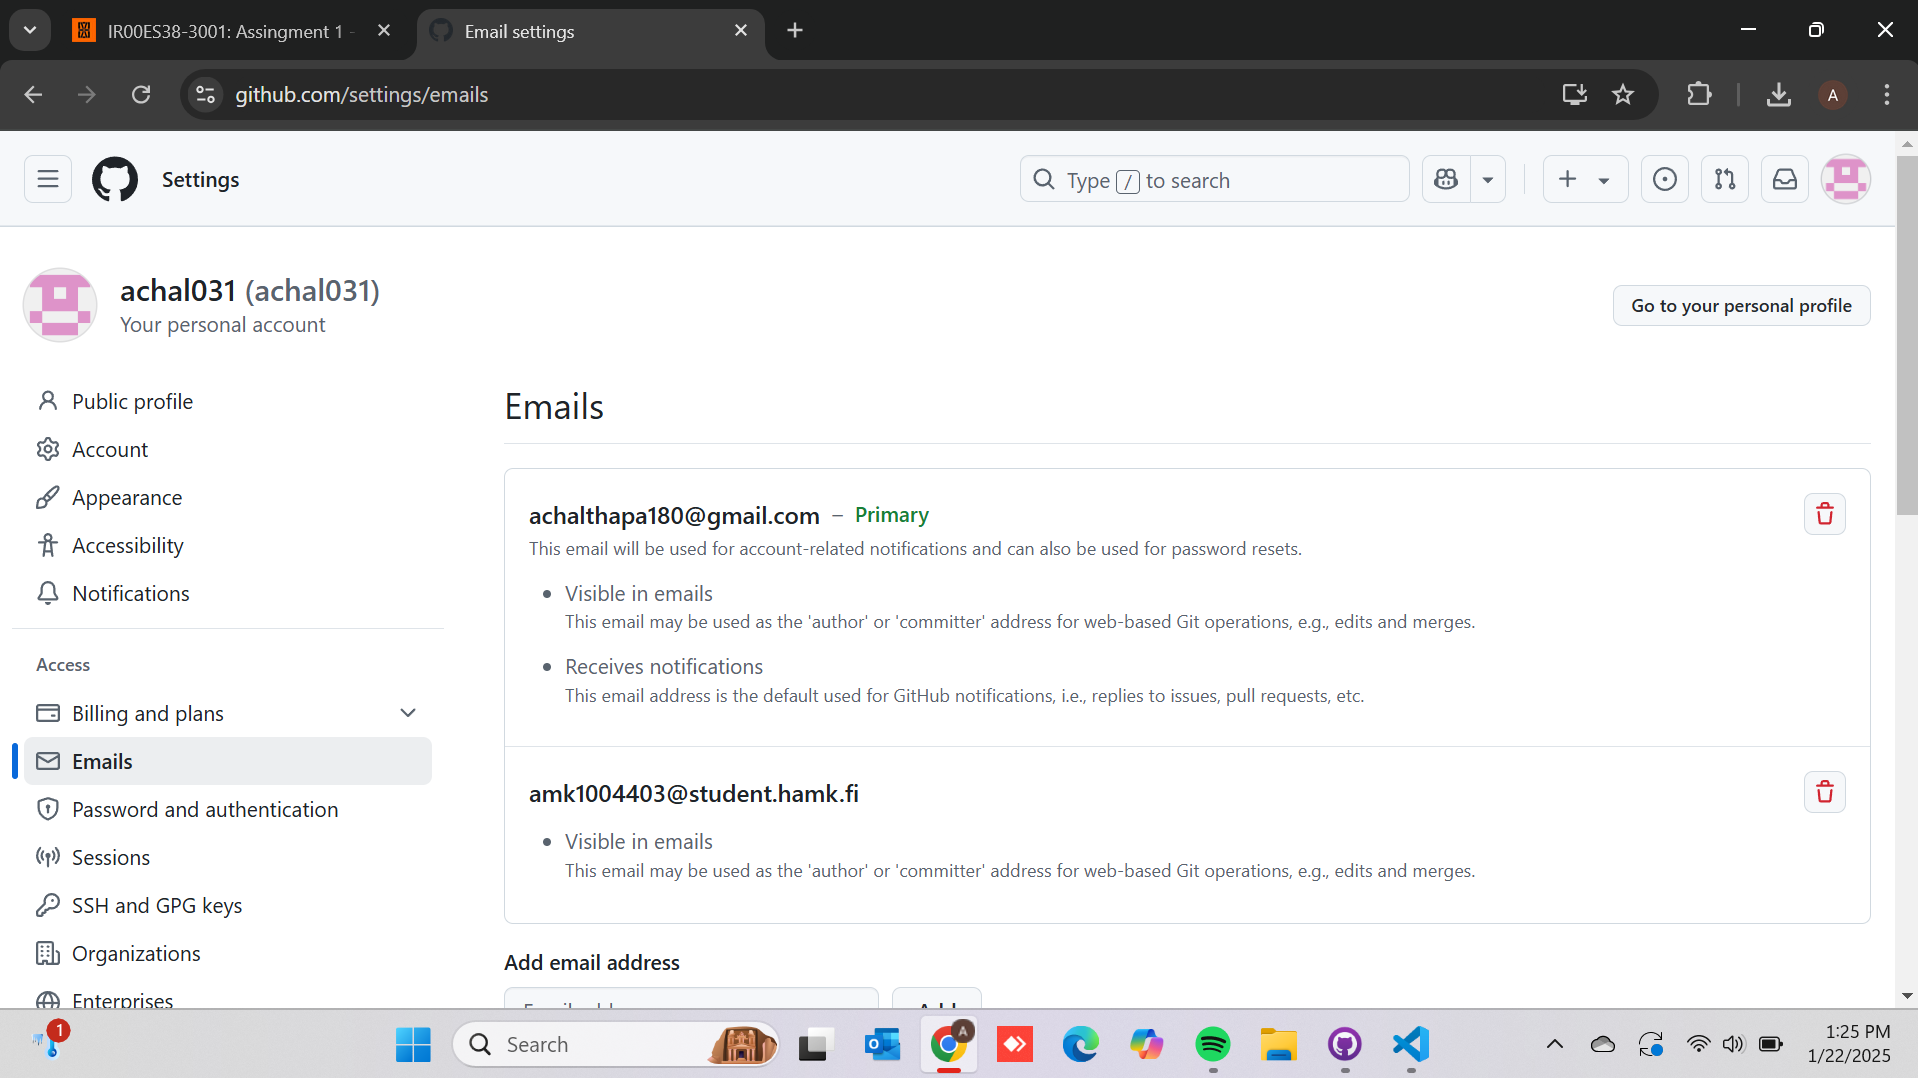 IR00ES38-3001: Assingment 1 -
Email settings
github.com/settings/emails
A
Settings
Type / to search
achal031 (achal031)
Your personal account
Go to your personal profile
Public profile
Account
Appearance
Accessibility
Notifications
Access
Billing and plans
Emails
Password and authentication
Sessions
SSH and GPG keys
Organizations
Enterprises
Emails
achalthapa180@gmail.com – Primary
This email will be used for account-related notifications and can also be used for password resets.
Visible in emails
This email may be used as the 'author' or 'committer' address for web-based Git operations, e.g., edits and merges.
Receives notifications
This email address is the default used for GitHub notifications, i.e., replies to issues, pull requests, etc.
amk1004403@student.hamk.fi
Visible in emails
This email may be used as the 'author' or 'committer' address for web-based Git operations, e.g., edits and merges.
Add email address
1
Search
A
1:25 PM
1/22/2025